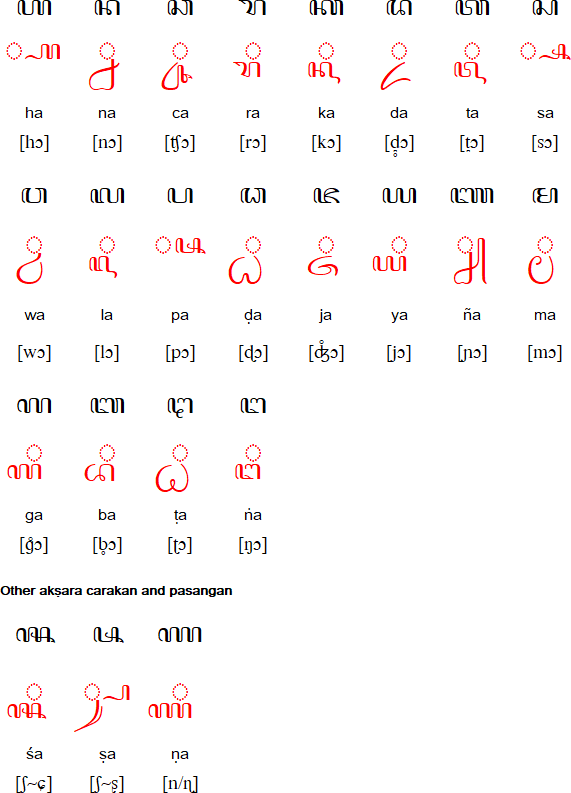 ꦲ ꦤ ꦕ ꦫ ꦏ ꦢ ꦠ ꦱ
◌꧀ꦲ ◌꧀ꦤ ◌꧀ꦕ ◌꧀ꦫ ◌꧀ꦏ ◌꧀ꦢ ◌꧀ꦠ ◌꧀ꦱ
ha na ca ra ka da ta sa
[hɔ] [nɔ] [ʧɔ] [rɔ] [kɔ] [d̪̥ɔ] [t̪ɔ] [sɔ]
ꦮ ꦭ ꦥ ꦝ ꦗ ꦪ ꦚ ꦩ
◌꧀ꦮ ◌꧀ꦭ ◌꧀ꦥ ◌꧀ꦝ ◌꧀ꦗ ◌꧀ꦪ ◌꧀ꦚ ◌꧀ꦩ
wa la pa ḍa ja ya ña ma
[wɔ] [lɔ] [pɔ] [ɖɔ] [ʤ̊ɔ] [jɔ] [ɲɔ] [mɔ]
ꦒ ꦧ ꦛ ꦔ
◌꧀ꦒ ◌꧀ꦧ ◌꧀ꦛ ◌꧀ꦔ
ga ba ṭa ṅa
[g̊ɔ] [b̥ɔ] [ʈɔ] [ŋɔ]
Other akṣara carakan and pasangan
ꦯ ꦰ ꦟ
◌꧀ꦯ ◌꧀ꦰ ◌꧀ꦟ
śa ṣa ṇa
[ʃ~ɕ] [ʃ~ʂ] [n/ɳ]